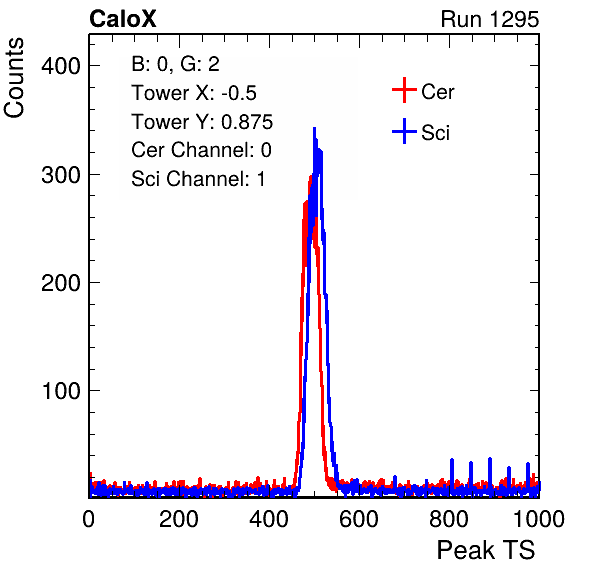 CaloX
Run 1295
Counts
400
300
200
100
B: 0, G: 2
Tower X: -0.5
Tower Y: 0.875
Cer Channel: 0
Sci Channel: 1
Cer
Sci
0
200
400
600
800
1000
Peak TS